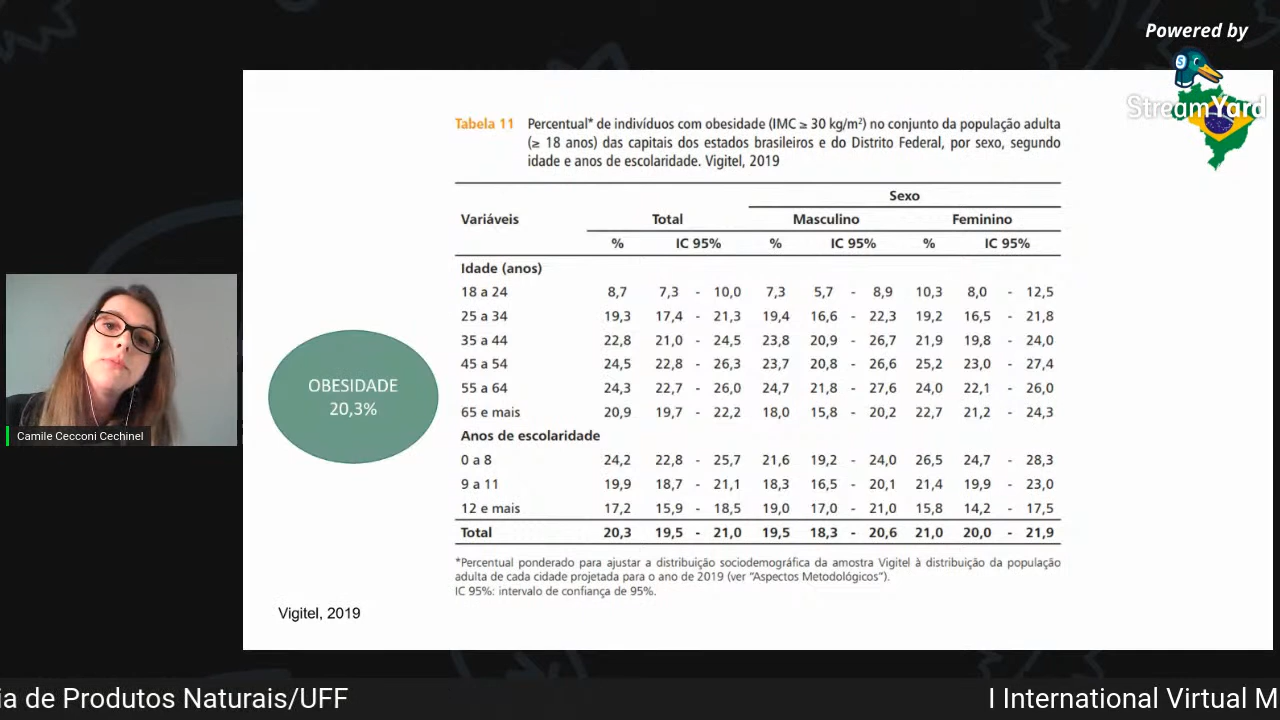 Powered by
StreamYard
Tabela 11 Percentual* de indivíduos com obesidade (IMC ≥ 30 kg/m²) no conjunto da população adulta
(≥ 18 anos) das capitais dos estados brasileiros e do Distrito Federal, por sexo, segundo
idade e anos de escolaridade. Vigitel, 2019
Sexo
Variáveis Total Masculino Feminino
% IC 95% % IC 95% % IC 95%
Idade (anos)
18 a 24 8,7 7,3 - 10,0 7,3 5,7 - 8,9 10,3 8,0 - 12,5
25 a 34 19,3 17,4 - 21,3 19,4 16,6 - 22,3 19,2 16,5 - 21,8
35 a 44 22,8 21,0 - 24,5 23,8 20,9 - 26,7 21,9 19,8 - 24,0
45 a 54 24,5 22,8 - 26,3 23,7 20,8 - 26,6 25,2 23,0 - 27,4
55 a 64 24,3 22,7 - 26,0 24,7 21,8 - 27,6 24,0 22,1 - 26,0
65 e mais 20,9 19,7 - 22,2 18,0 15,8 - 20,2 22,7 21,2 - 24,3
Anos de escolaridade
0 a 8 24,2 22,8 - 25,7 21,6 19,2 - 24,0 26,5 24,7 - 28,3
9 a 11 19,9 18,7 - 21,1 18,3 16,5 - 20,1 21,4 19,9 - 23,0
12 e mais 17,2 15,9 - 18,5 19,0 17,0 - 21,0 15,8 14,2 - 17,5
Total 20,3 19,5 - 21,0 19,5 18,3 - 20,6 21,0 20,0 - 21,9
*Percentual ponderado para ajustar a distribuição sociodemográfica da amostra Vigitel à distribuição da população
adulta de cada cidade projetada para o ano de 2019 (ver "Aspectos Metodológicos").
IC 95%: intervalo de confiança de 95%.
OBESIDADE
20,3%
Camile Cecconi Cechinel
Vigitel, 2019
ia de Produtos Naturais/UFF
I International Virtual M